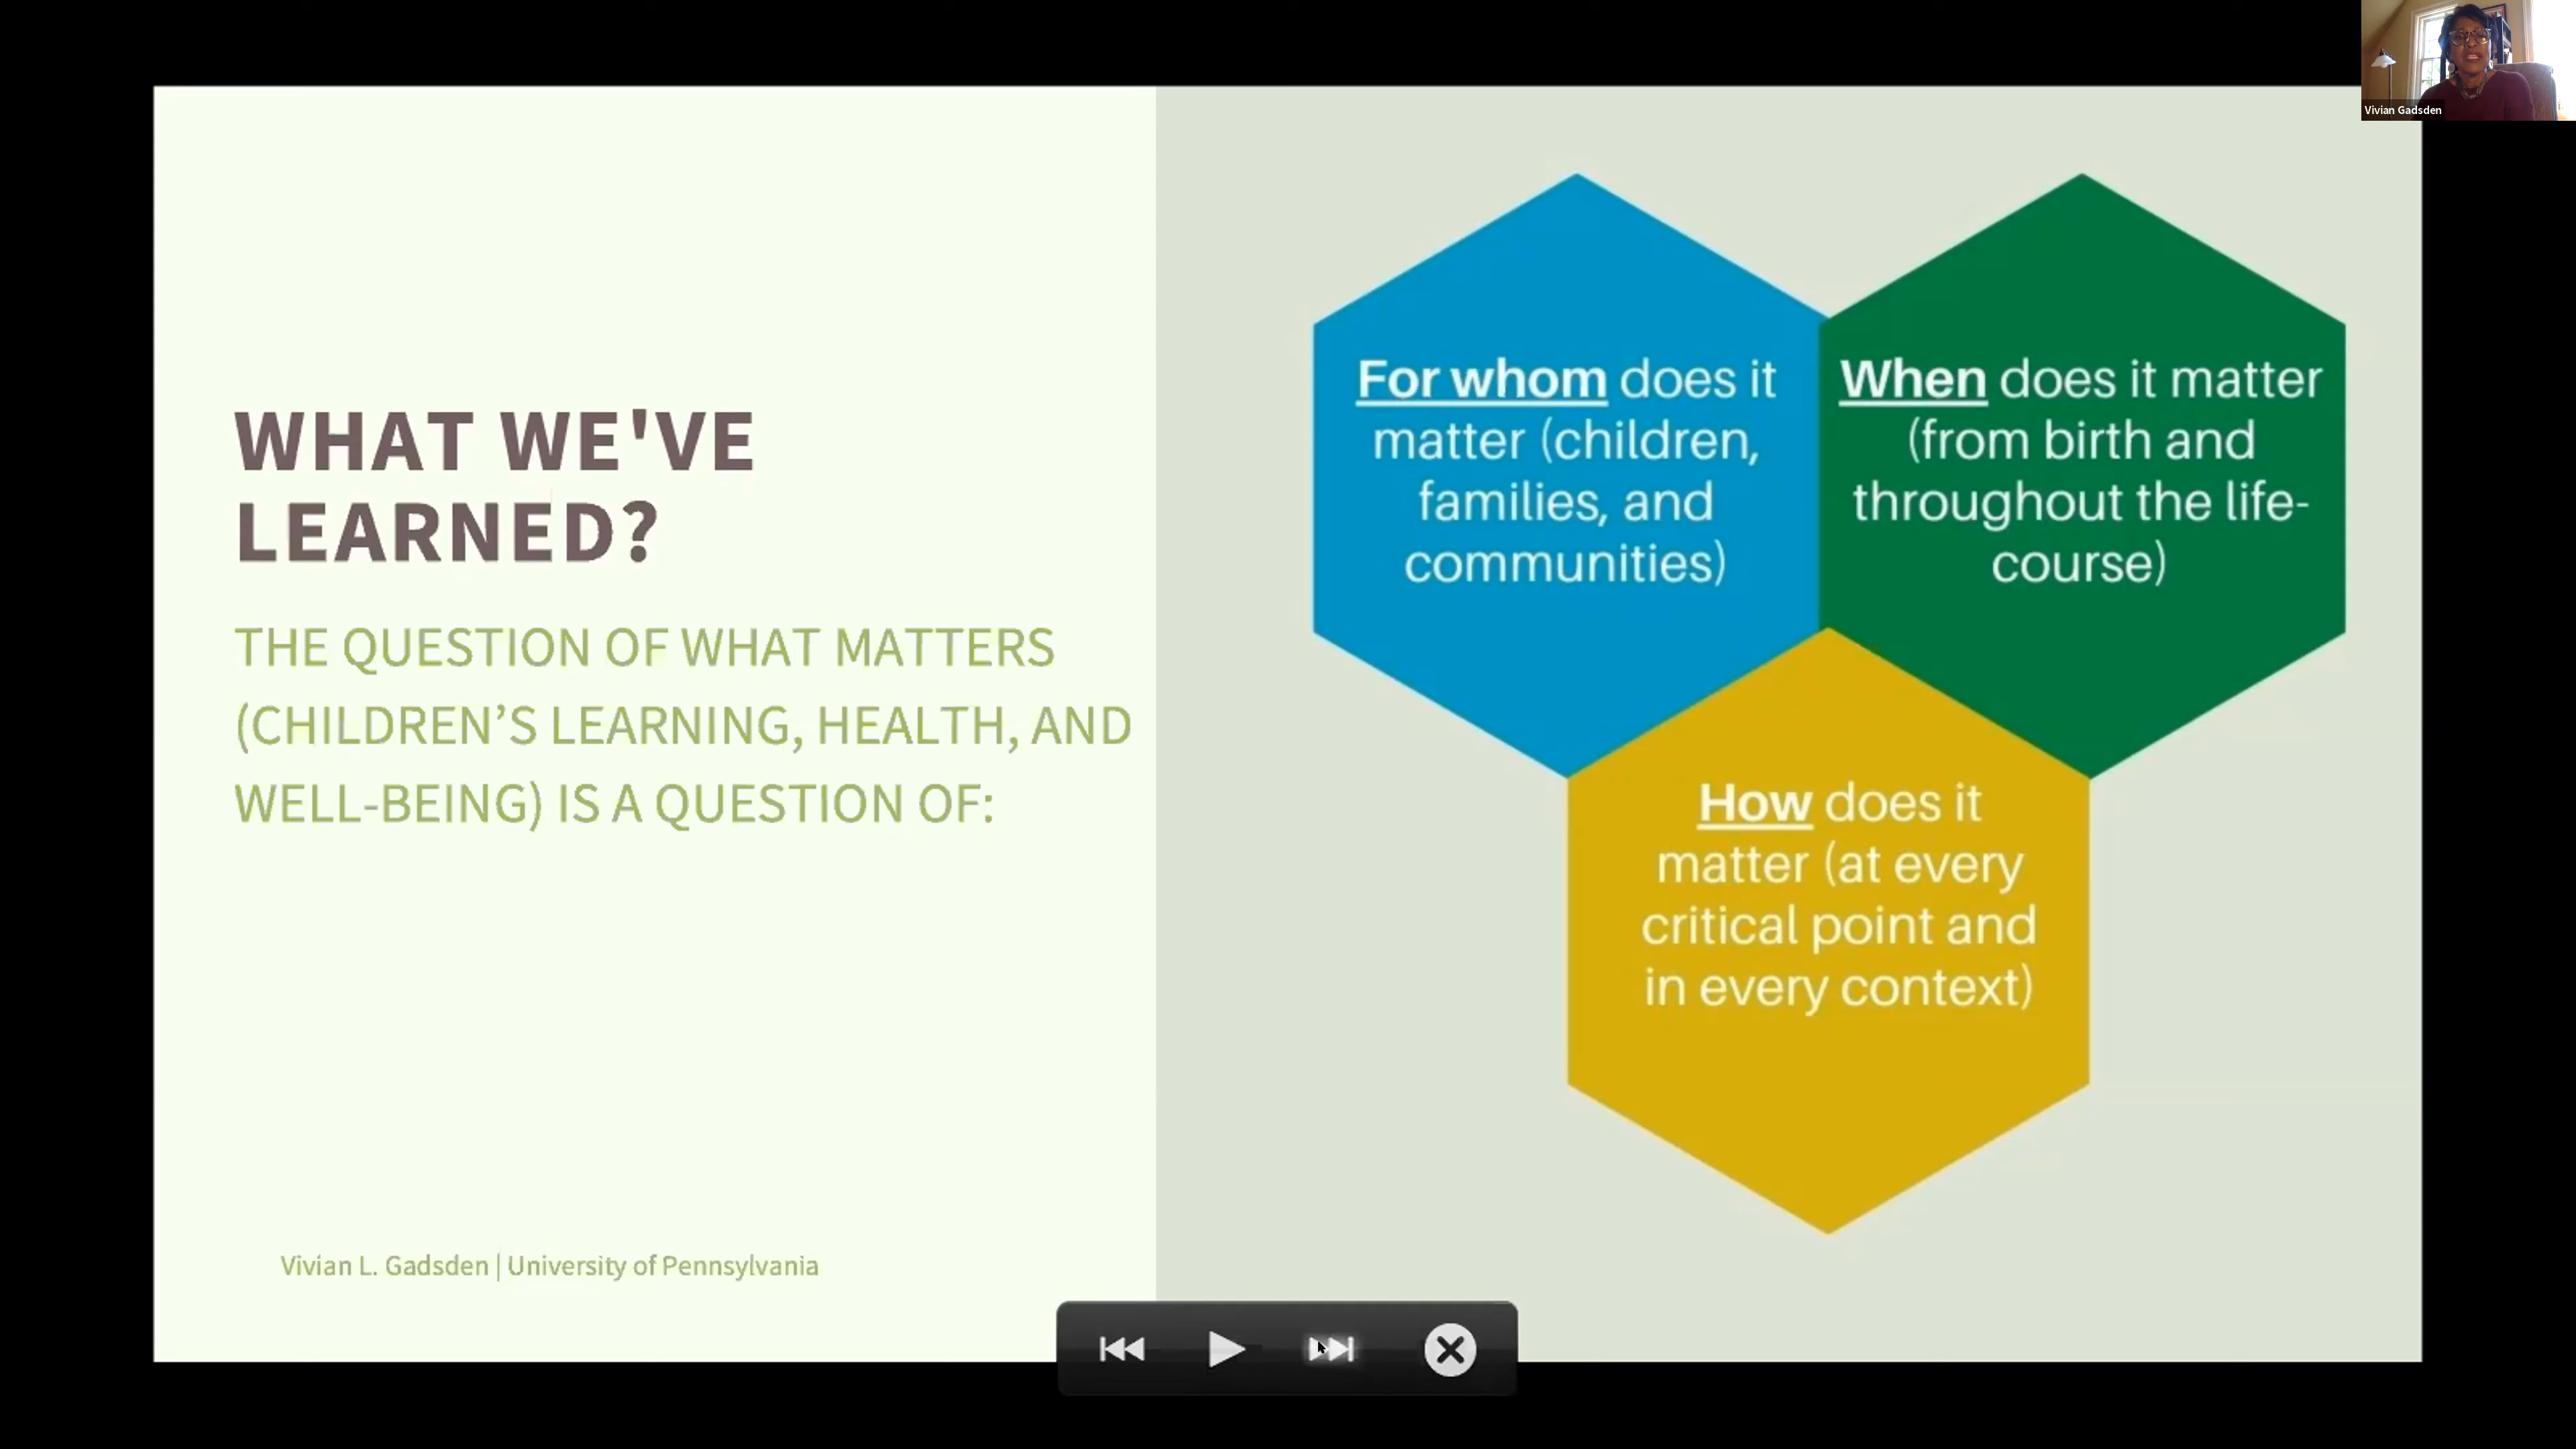 WHAT WE'VE
LEARNED?
THE QUESTION OF WHAT MATTERS
(CHILDREN’S LEARNING, HEALTH, AND
WELL-BEING) IS A QUESTION OF:
Vivian L. Gadsden | University of Pennsylvania
For whom does it
matter (children,
families, and
communities)
When does it matter
(from birth and
throughout the life-
course)
How does it
matter (at every
critical point and
in every context)
Vivian Gadsden